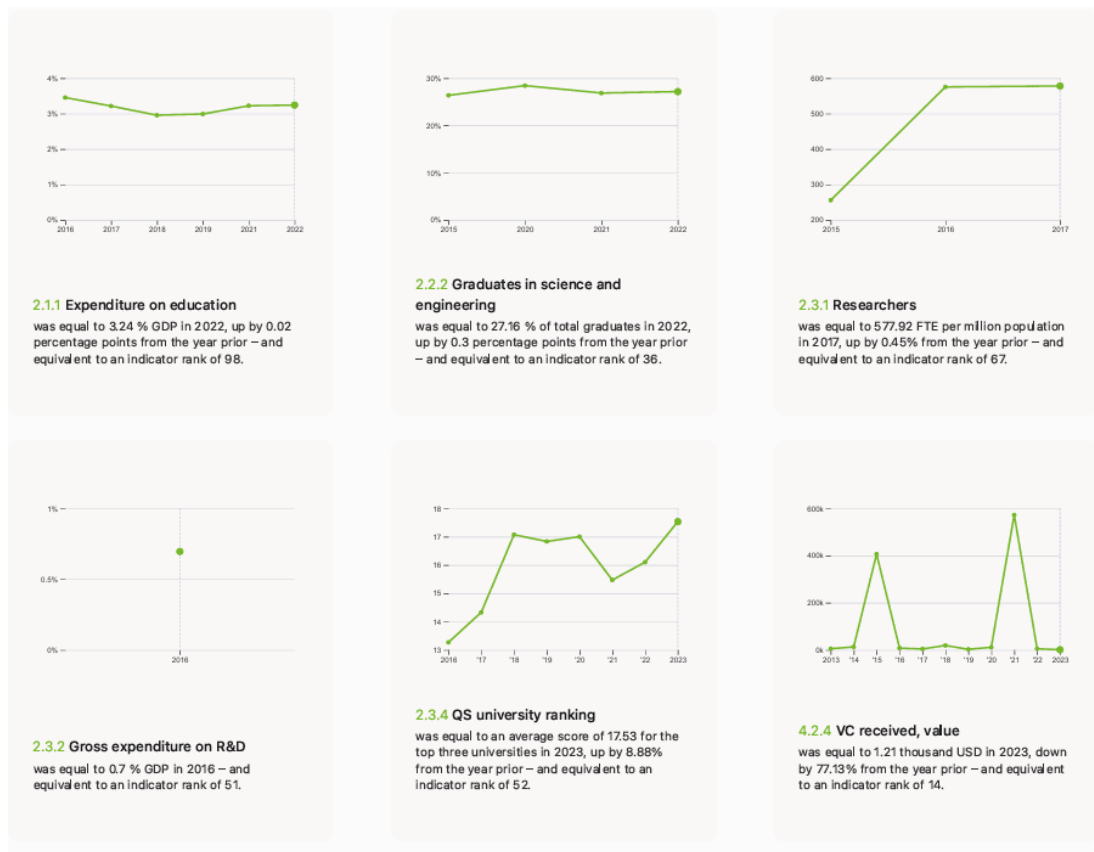 4%
3%
2%
1%
0%
2016 2017 2018 2019 2021 2022
2.1.1 Expenditure on education
was equal to 3.24 % GDP in 2022, up by 0.02
percentage points from the year prior – and
equivalent to an indicator rank of 98.
30%
20%
10%
0%
2015 2020 2021 2022
2.2.2 Graduates in science and
engineering
was equal to 27.16 % of total graduates in 2022,
up by 0.3 percentage points from the year prior
– and equivalent to an indicator rank of 36.
600
500
400
300
200
2015 2016 2017
2.3.1 Researchers
was equal to 577.92 FTE per million population
in 2017, up by 0.45% from the year prior – and
equivalent to an indicator rank of 67.
1%
0.5%
0%
2016
2.3.2 Gross expenditure on R&D
was equal to 0.7 % GDP in 2016 – and
equivalent to an indicator rank of 51.
18
17
16
15
14
13
2016 '17 '18 '19 '20 '21 '22 2023
2.3.4 QS university ranking
was equal to an average score of 17.53 for the
top three universities in 2023, up by 8.88%
from the year prior – and equivalent to an
indicator rank of 52.
600k
400k
200k
0k
2013 '14 '15 '16 '17 '18 '19 '20 '21 '22 2023
4.2.4 VC received, value
was equal to 1.21 thousand USD in 2023, down
by 77.13% from the year prior – and equivalent
to an indicator rank of 14.